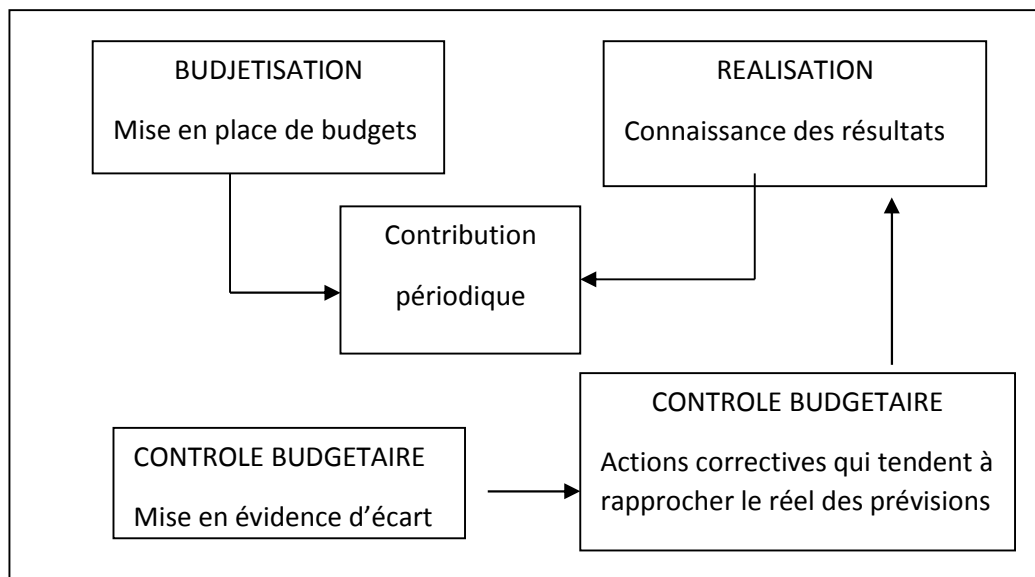 BUDJETISATION
Mise en place de budgets
REALISATION
Connaissance des résultats
Contribution
périodique
CONTROLE BUDGETAIRE
Mise en évidence d’écart
CONTROLE BUDGETAIRE
Actions correctives qui tendent à
rapprocher le réel des prévisions